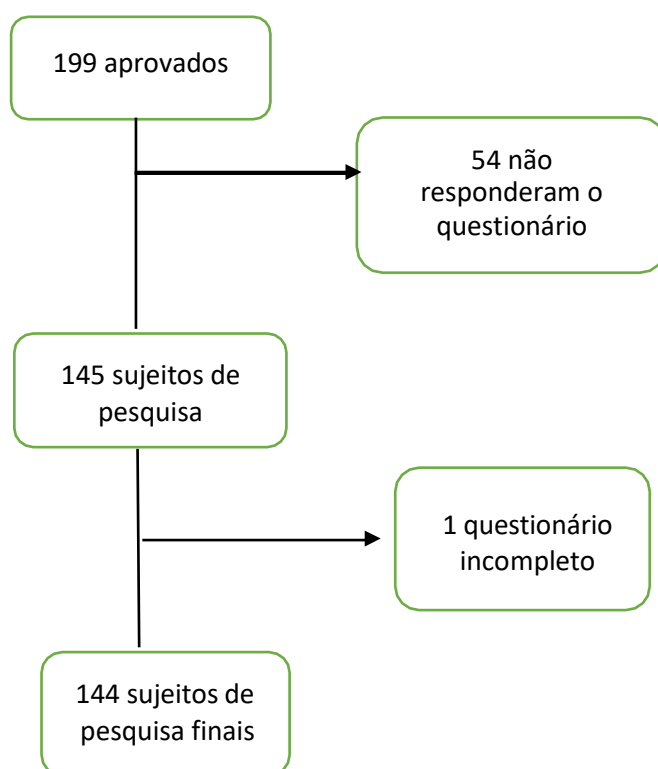 199 aprovados
54 não
responderam o
questionário
145 sujeitos de
pesquisa
1 questionário
incompleto
144 sujeitos de
pesquisa finais